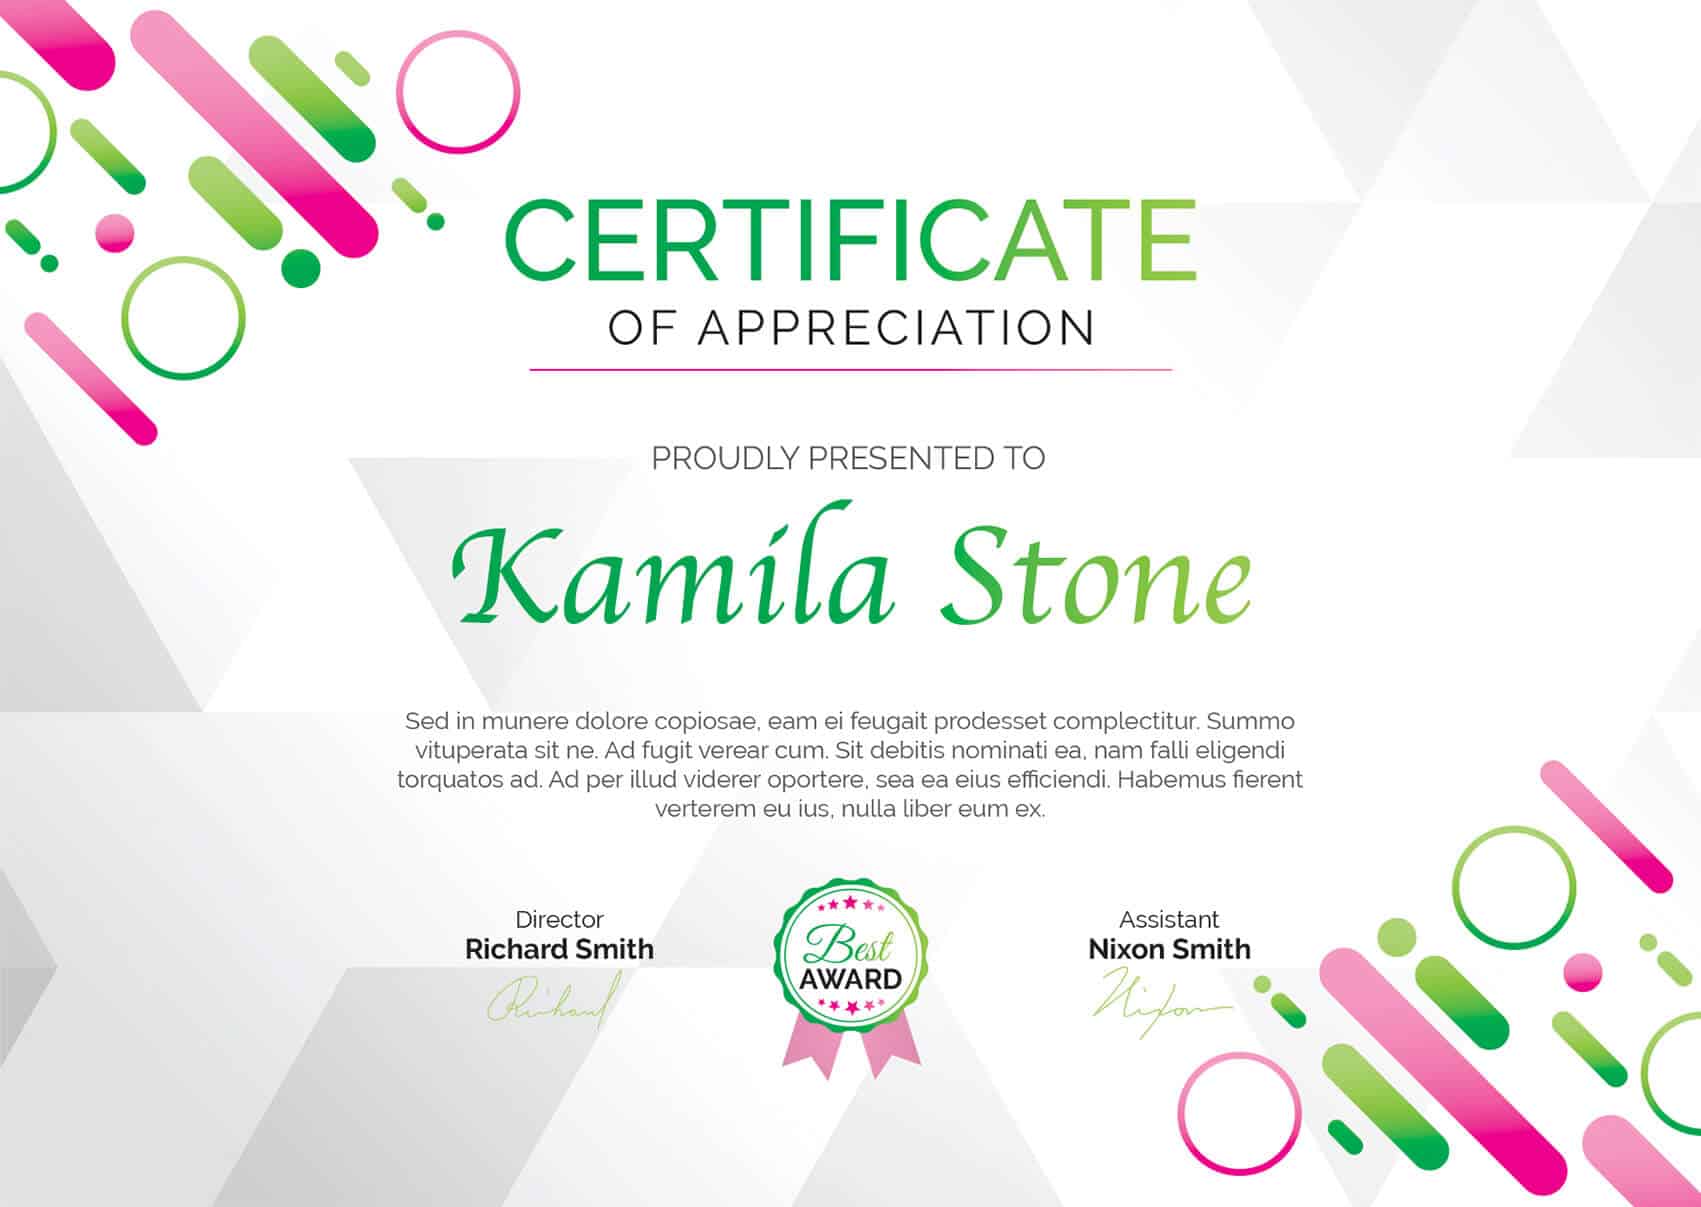 CERTIFICATE
OF APPRECIATION
PROUDLY PRESENTED TO
Kamila Stone
Sed in munere dolore copiosae, eam ei feugait prodesset complectitur. Summo
vituperata sit ne. Ad fugit verear cum. Sit debitis nominati ea, nam falli eligendi
torquatos ad. Ad per illud viderer oportere, sea ea eius efficiendi. Habemus fierent
verterem eu ius, nulla liber eum ex.
Director
Richard Smith
Richard
Best
AWARD
Assistant
Nixon Smith
Nixon